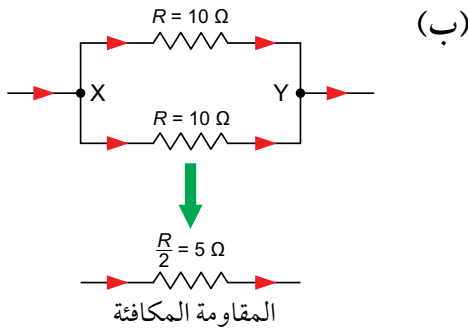 (ب)
R = 10 Ω
X
Y
R = 10 Ω
R/2 = 5 Ω
المقاومة المكافئة